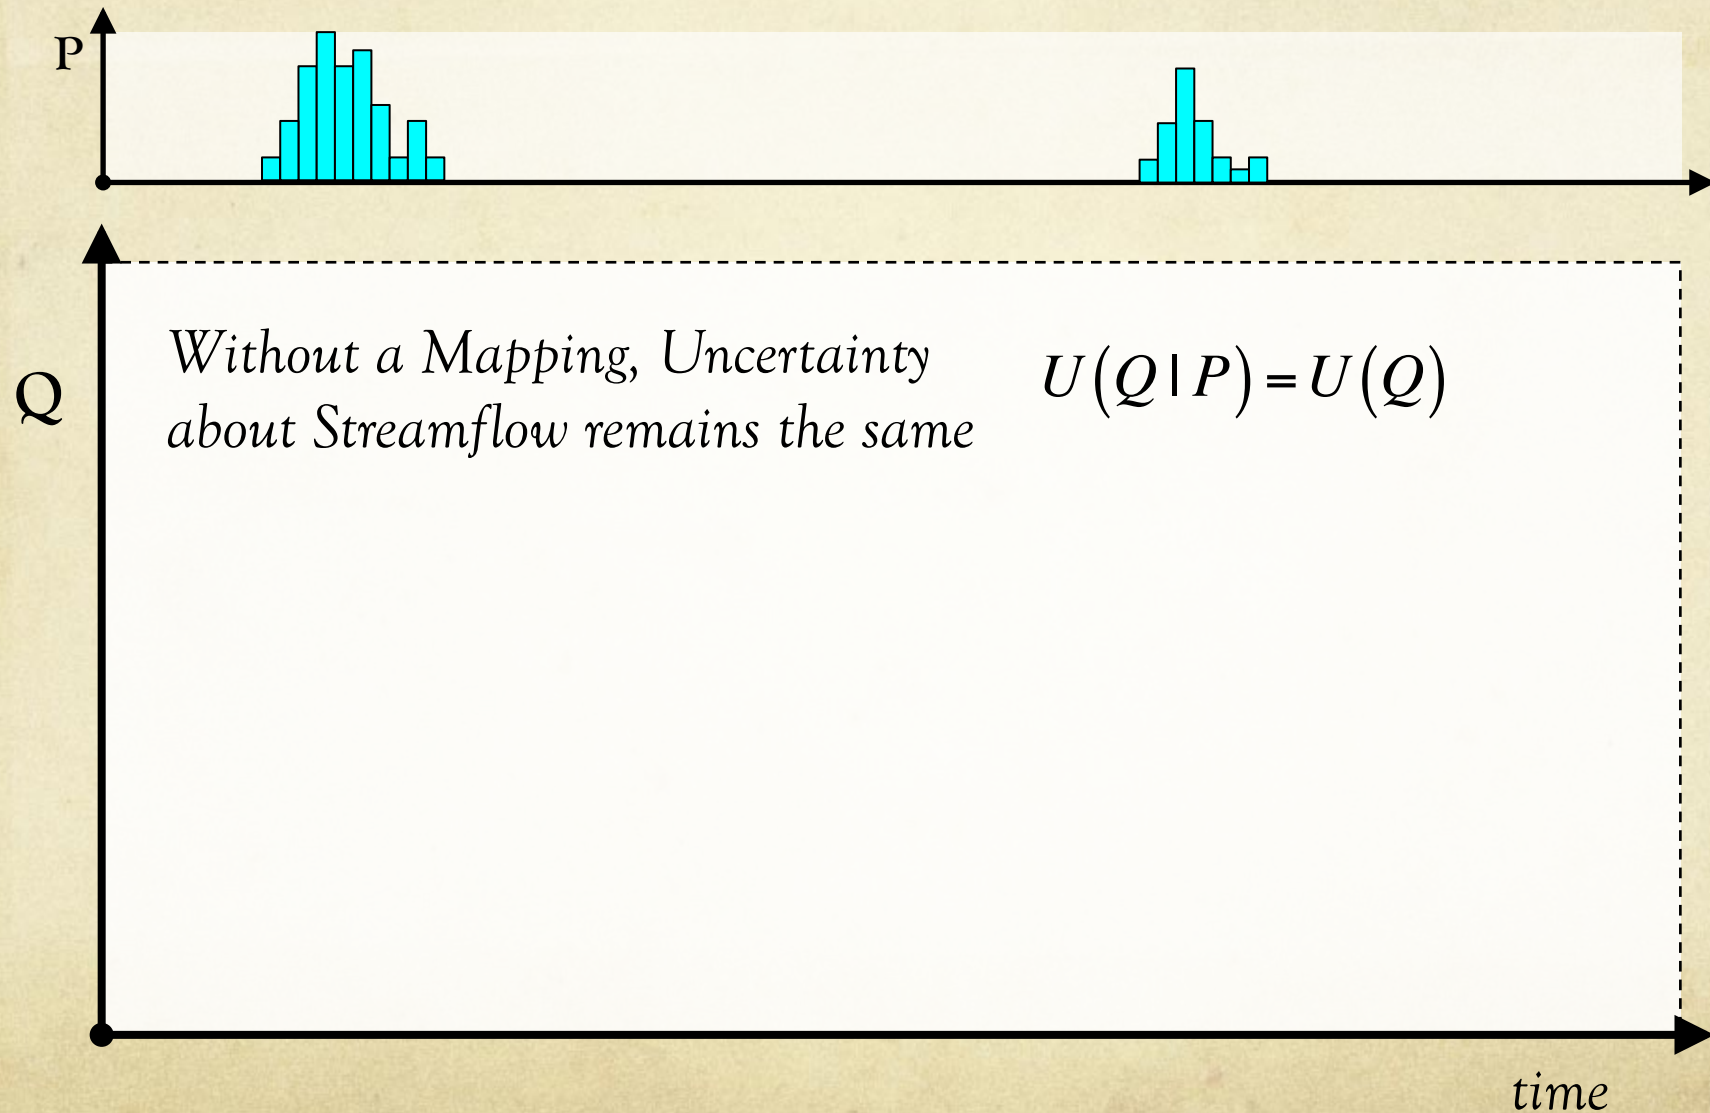 P
Without a Mapping, Uncertainty
about Streamflow remains the same
U(Q|P)=U(Q)
Q
time